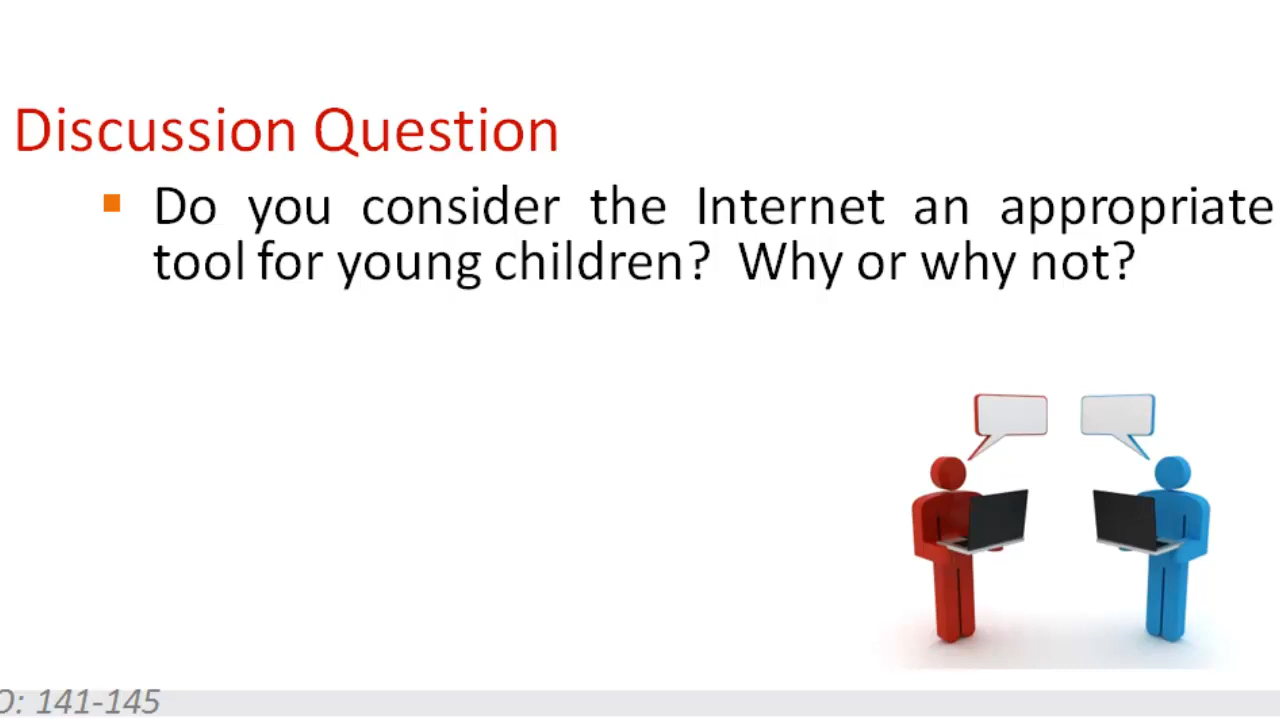 Discussion Question
Do you consider the Internet an appropriate
tool for young children? Why or why not?
O: 141-145